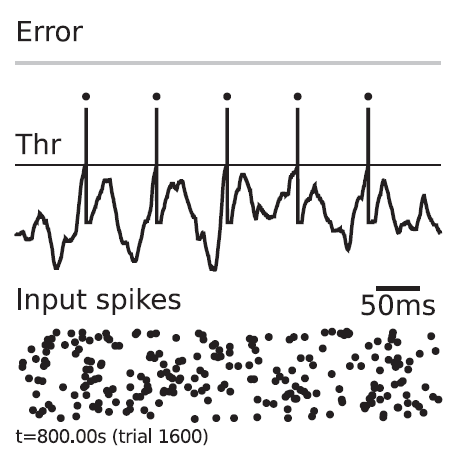 Error
Thr
Input spikes
50ms
t=800.00s (trial 1600)